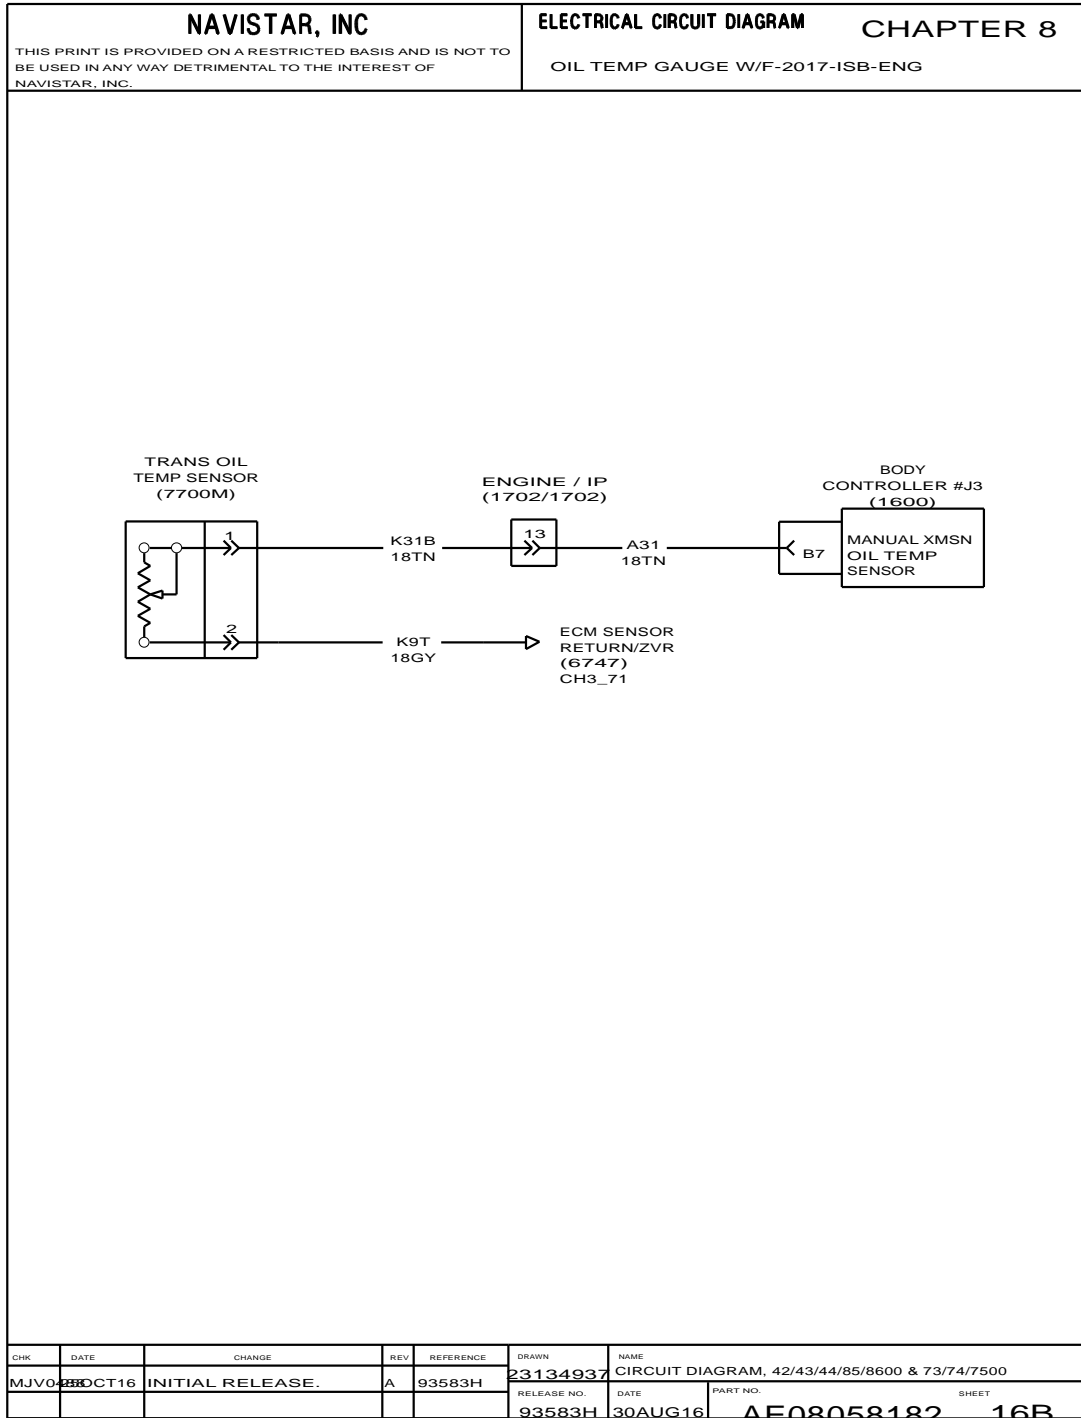 NAVISTAR, INC
THIS PRINT IS PROVIDED ON A RESTRICTED BASIS AND IS NOT TO
BE USED IN ANY WAY DETRIMENTAL TO THE INTEREST OF
NAVISTAR, INC.
ELECTRICAL CIRCUIT DIAGRAM
CHAPTER 8
OIL TEMP GAUGE W/F-2017-ISB-ENG
TRANS OIL
TEMP SENSOR
(7700M)
1
2
K31B
18TN
ENGINE / IP
(1702/1702)
13
A31
18TN
BODY
CONTROLLER #J3
(1600)
B7
MANUAL XMSN
OIL TEMP
SENSOR
K9T
18GY
ECM SENSOR
RETURN/ZVR
(6747)
CH3_71
CHK DATE CHANGE REV REFERENCE
INITIAL RELEASE. A 93583H
DRAWN
23134937
NAME
CIRCUIT DIAGRAM, 42/43/44/85/8600 & 73/74/7500
RELEASE NO.
93583H
DATE
30AUG16
PART NO.
AE08058182
SHEET
16B